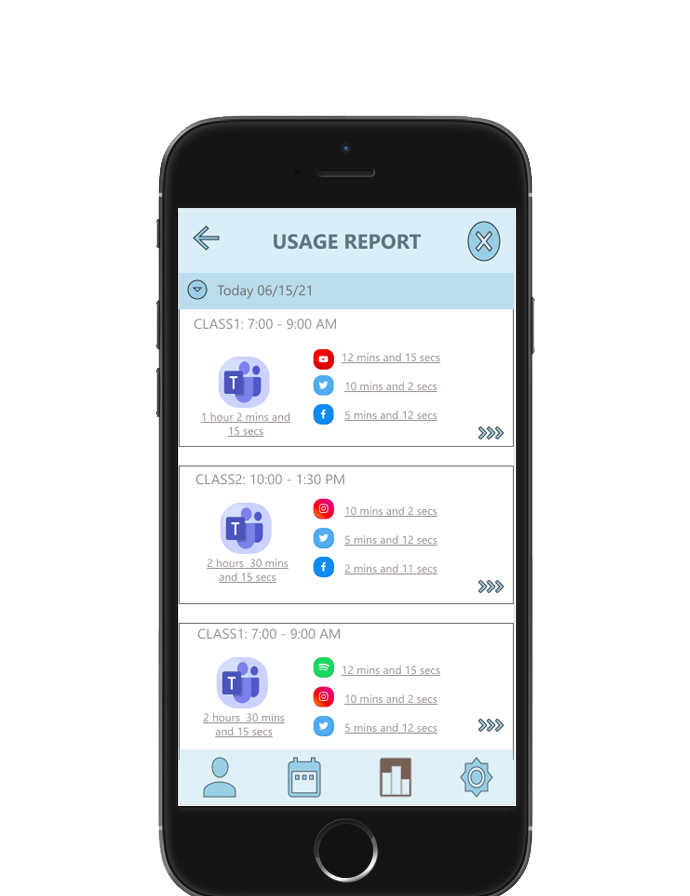 USAGE REPORT
Today 06/15/21
CLASS1: 7:00 - 9:00 AM
T
1 hour 2 mins and
15 secs
12 mins and 15 secs
10 mins and 2 secs
5 mins and 12 secs
CLASS2: 10:00 - 1:30 PM
T
2 hours  30 mins
and 15 secs
10 mins and 2 secs
5 mins and 12 secs
2 mins and 11 secs
CLASS1: 7:00 - 9:00 AM
T
2 hours  30 mins
and 15 secs
12 mins and 15 secs
10 mins and 2 secs
5 mins and 12 secs